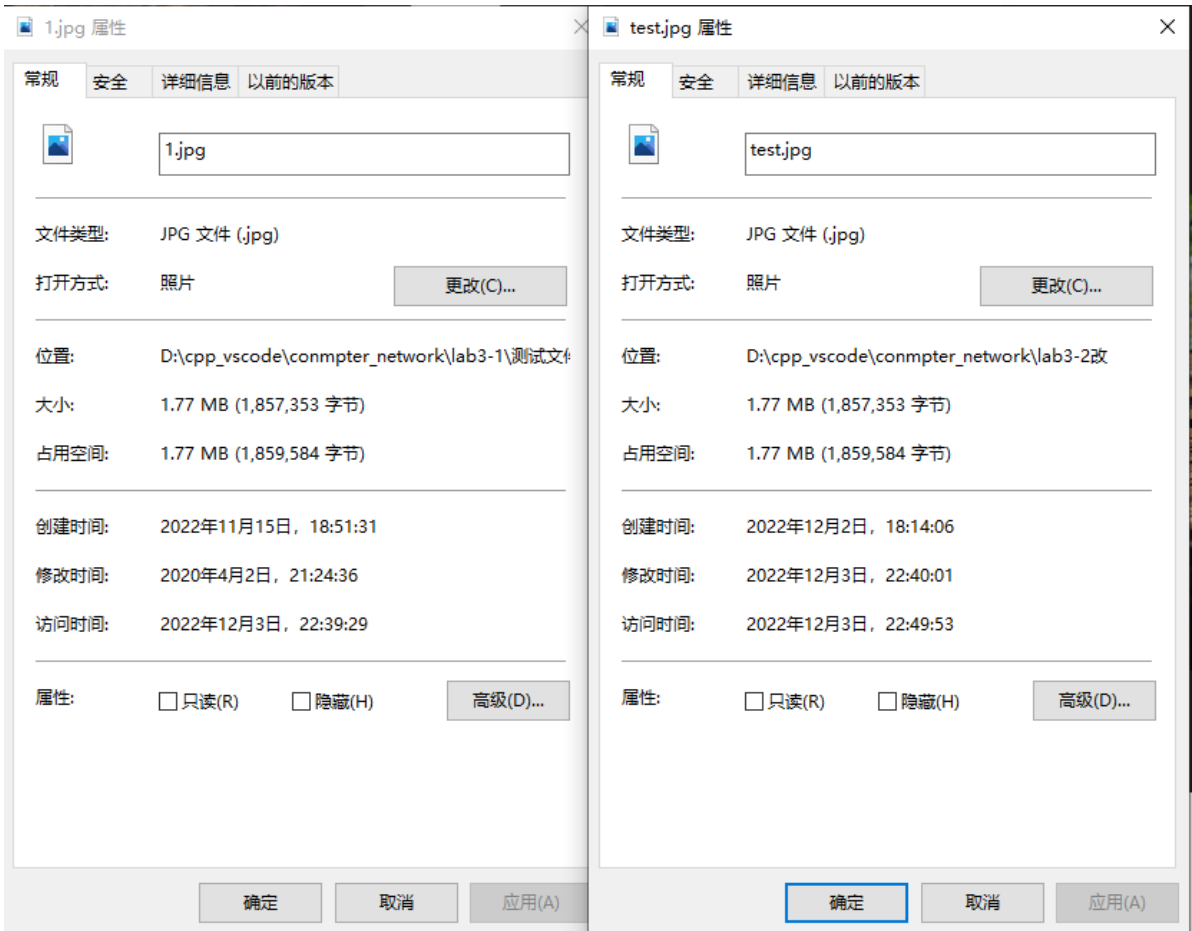 1.jpg 属性
常规 安全 详细信息 以前的版本
1.jpg
文件类型: JPG 文件 (.jpg)
打开方式: 照片 更改(C)...
位置: D:\cpp_vscode\conmpter_network\lab3-1\测试文件
大小: 1.77 MB (1,857,353 字节)
占用空间: 1.77 MB (1,859,584 字节)
创建时间: 2022年11月15日，18:51:31
修改时间: 2020年4月2日，21:24:36
访问时间: 2022年12月3日，22:39:29
属性: 只读(R) 隐藏(H) 高级(D)...
确定 取消 应用(A)
test.jpg 属性
常规 安全 详细信息 以前的版本
test.jpg
文件类型: JPG 文件 (.jpg)
打开方式: 照片 更改(C)...
位置: D:\cpp_vscode\conmpter_network\lab3-2改
大小: 1.77 MB (1,857,353 字节)
占用空间: 1.77 MB (1,859,584 字节)
创建时间: 2022年12月2日，18:14:06
修改时间: 2022年12月3日，22:40:01
访问时间: 2022年12月3日，22:49:53
属性: 只读(R) 隐藏(H) 高级(D)...
确定 取消 应用(A)